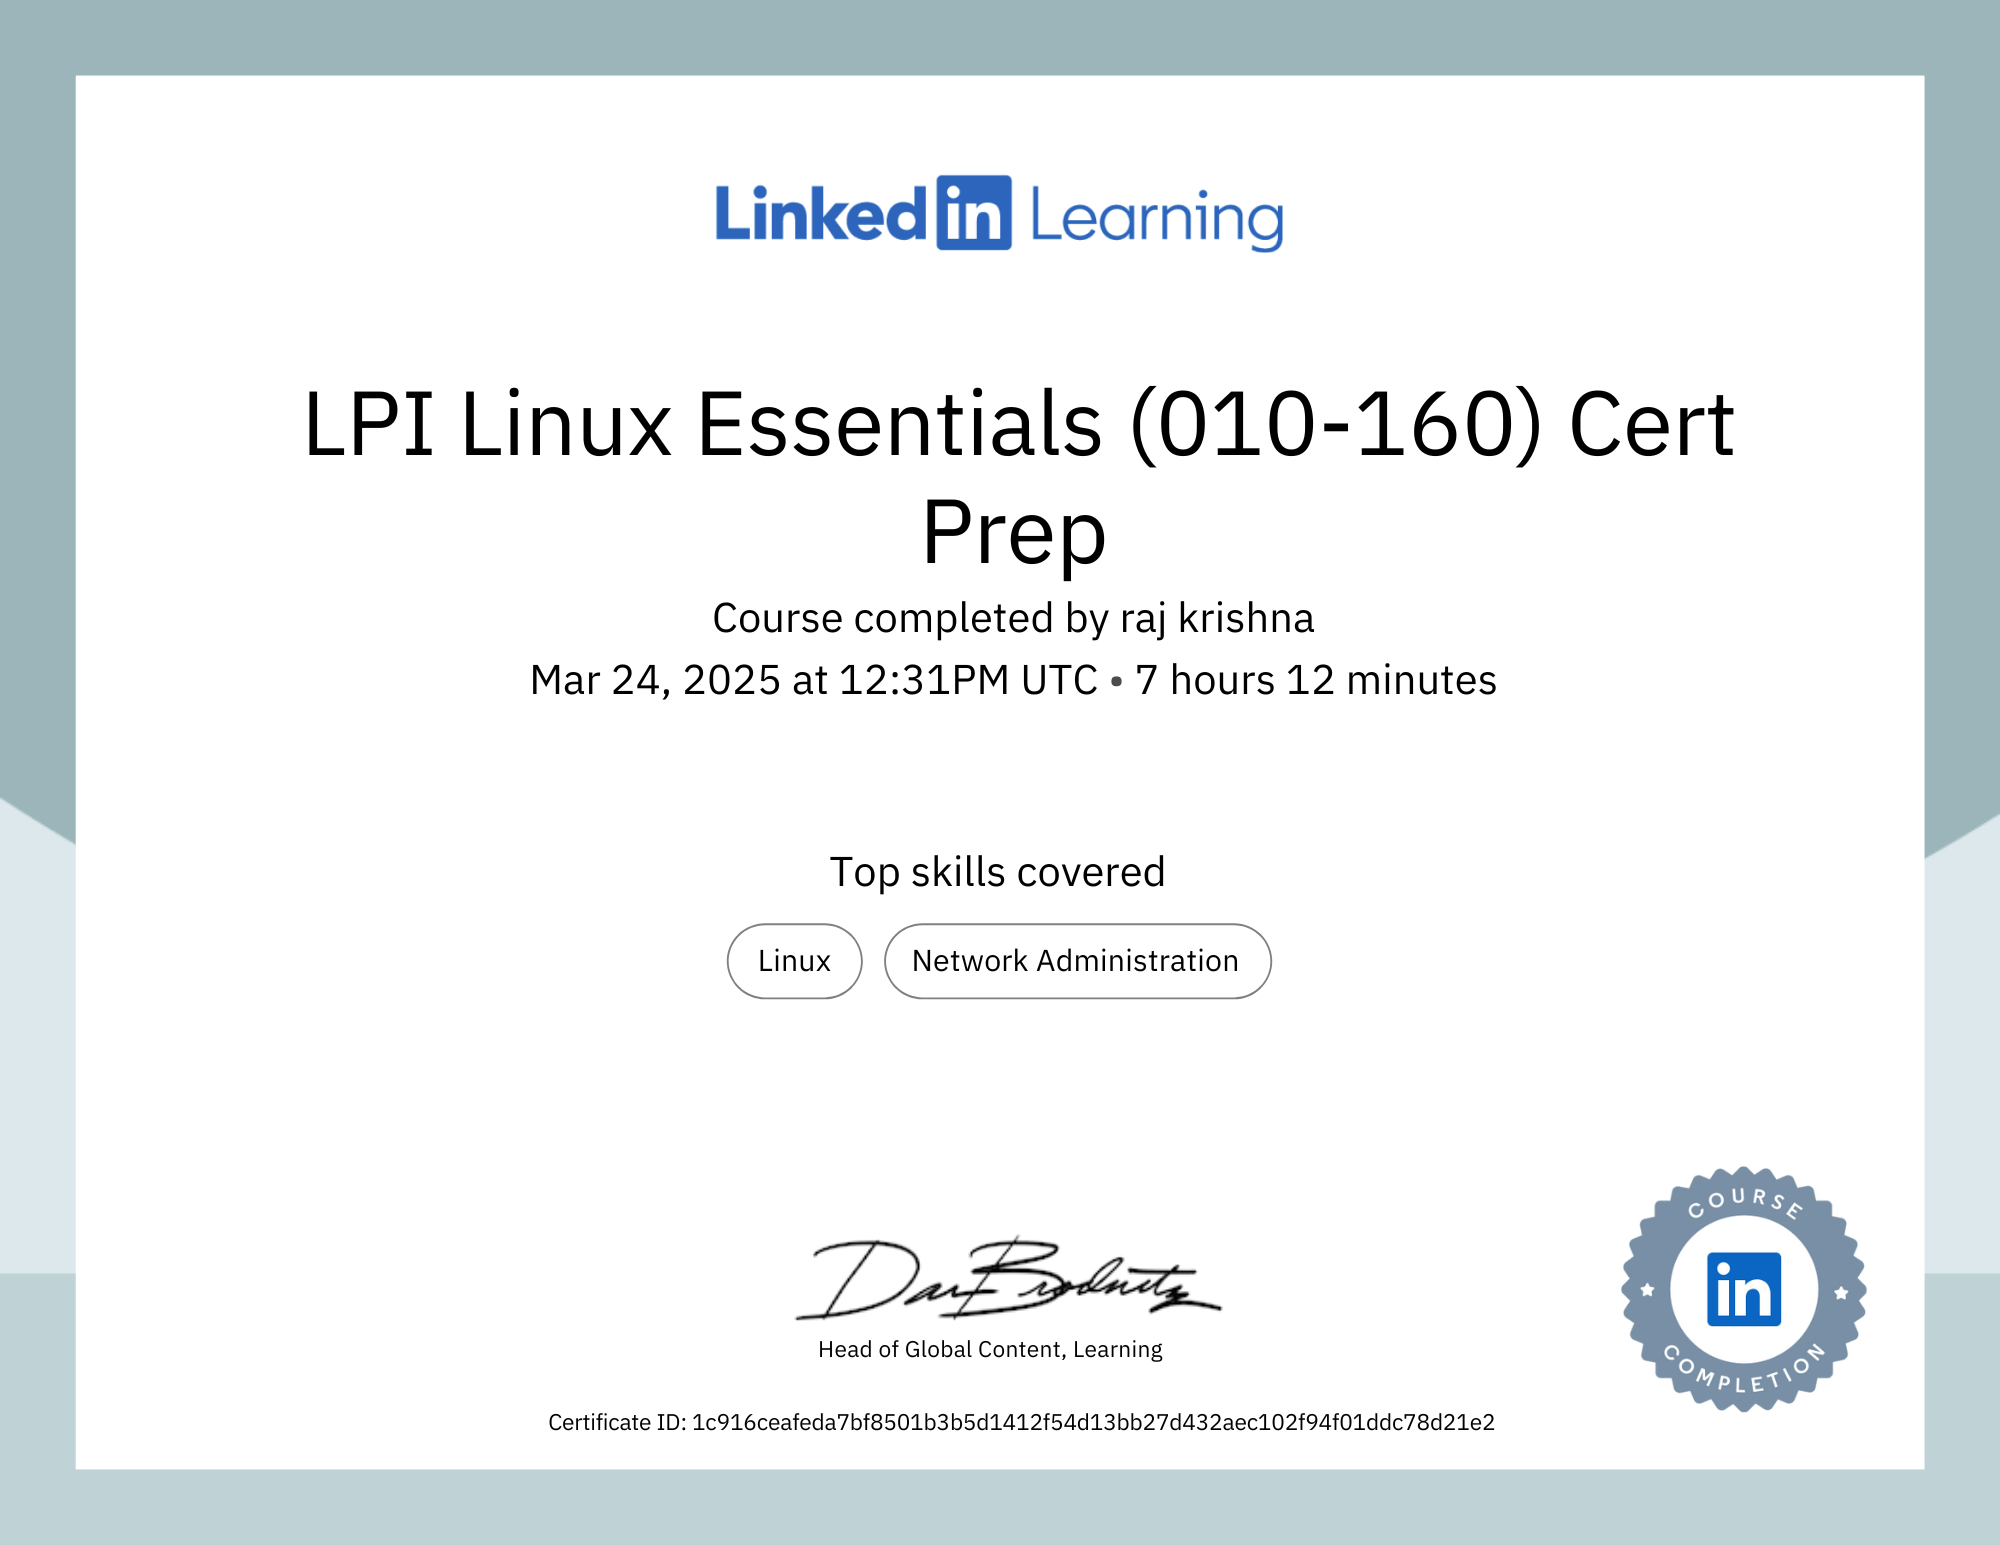 Linkedin Learning
LPI Linux Essentials (010-160) Cert
Prep
Course completed by raj krishna
Mar 24, 2025 at 12:31PM UTC • 7 hours 12 minutes
Top skills covered
Linux
Network Administration
Dan Brodnitz
Head of Global Content, Learning
Certificate ID: 1c916ceafeda7bf8501b3b5d1412f54d13bb27d432aec102f94f01ddc78d21e2
COURSE
in
COMPLETION